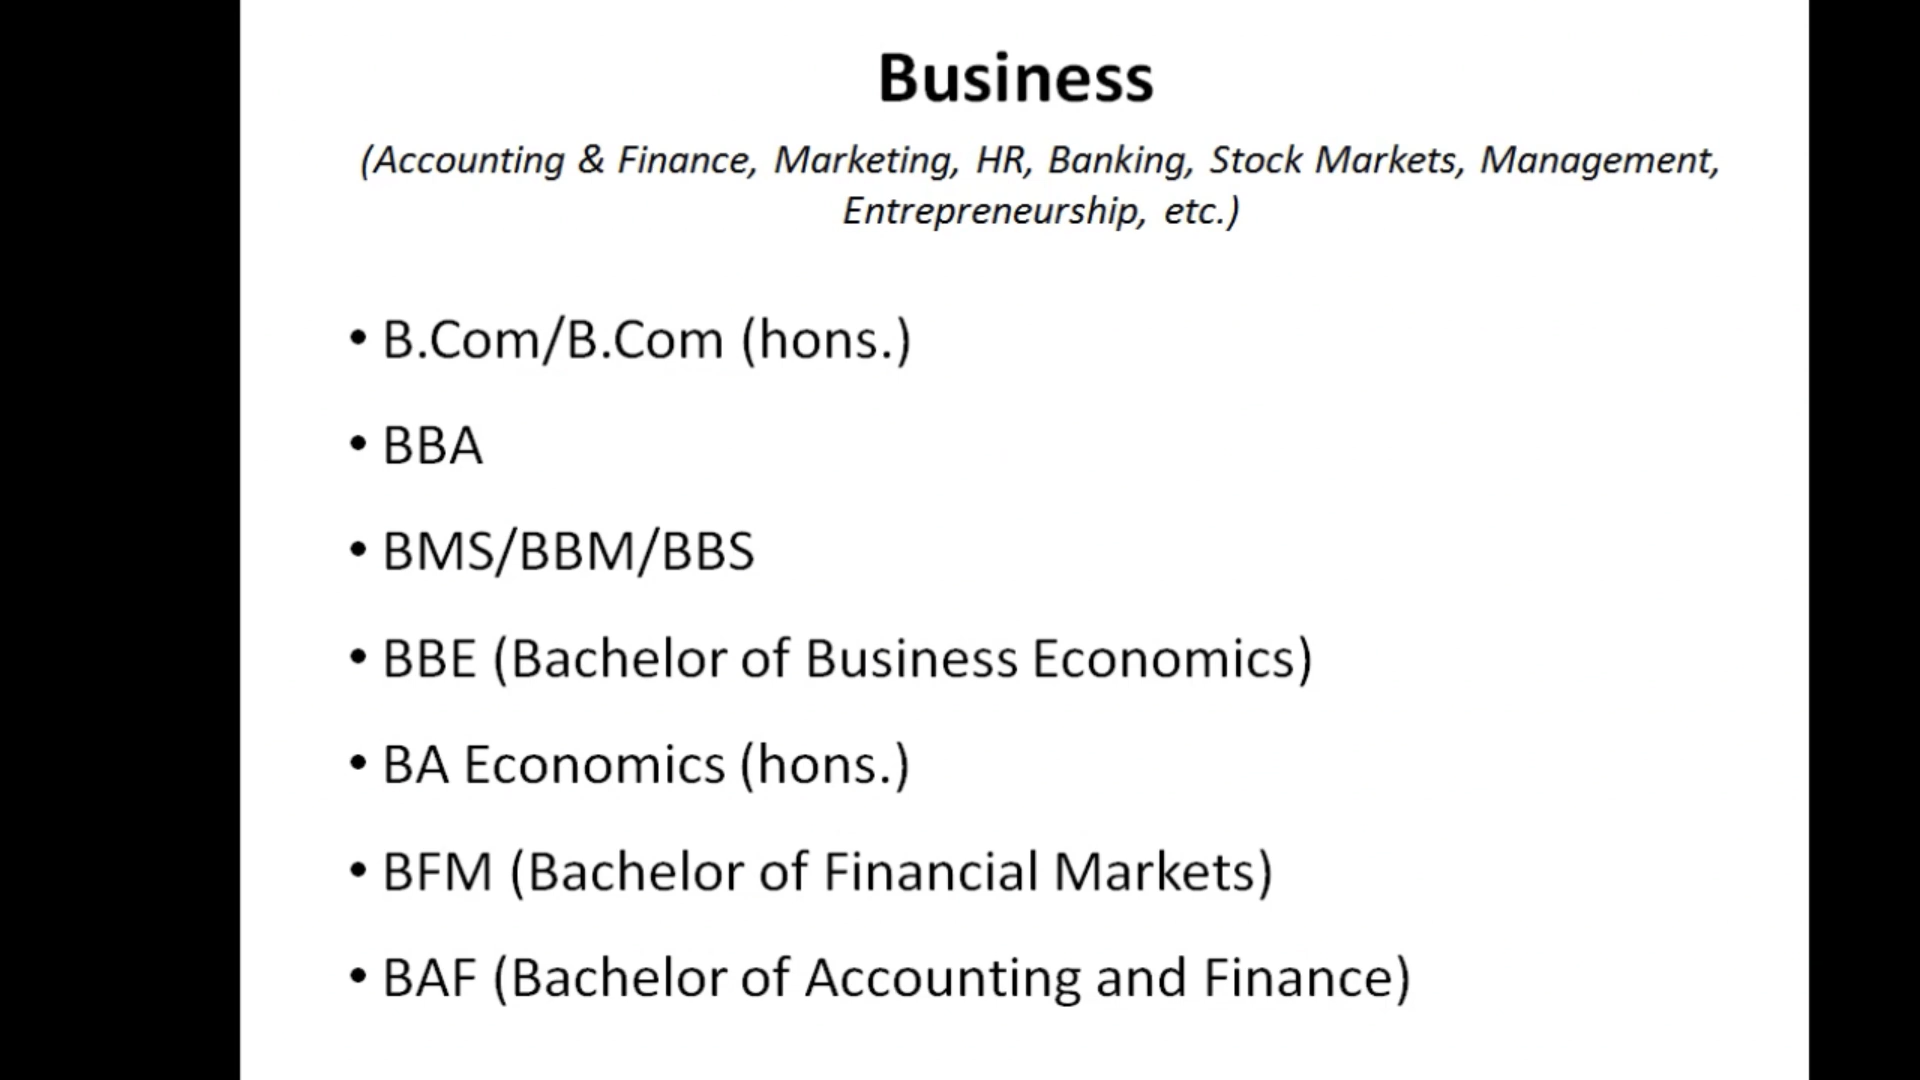 Business
(Accounting & Finance, Marketing, HR, Banking, Stock Markets, Management,
Entrepreneurship, etc.)
• B.Com/B.Com (hons.)
• BBA
• BMS/BBM/BBS
• BBE (Bachelor of Business Economics)
• BA Economics (hons.)
• BFM (Bachelor of Financial Markets)
• BAF (Bachelor of Accounting and Finance)